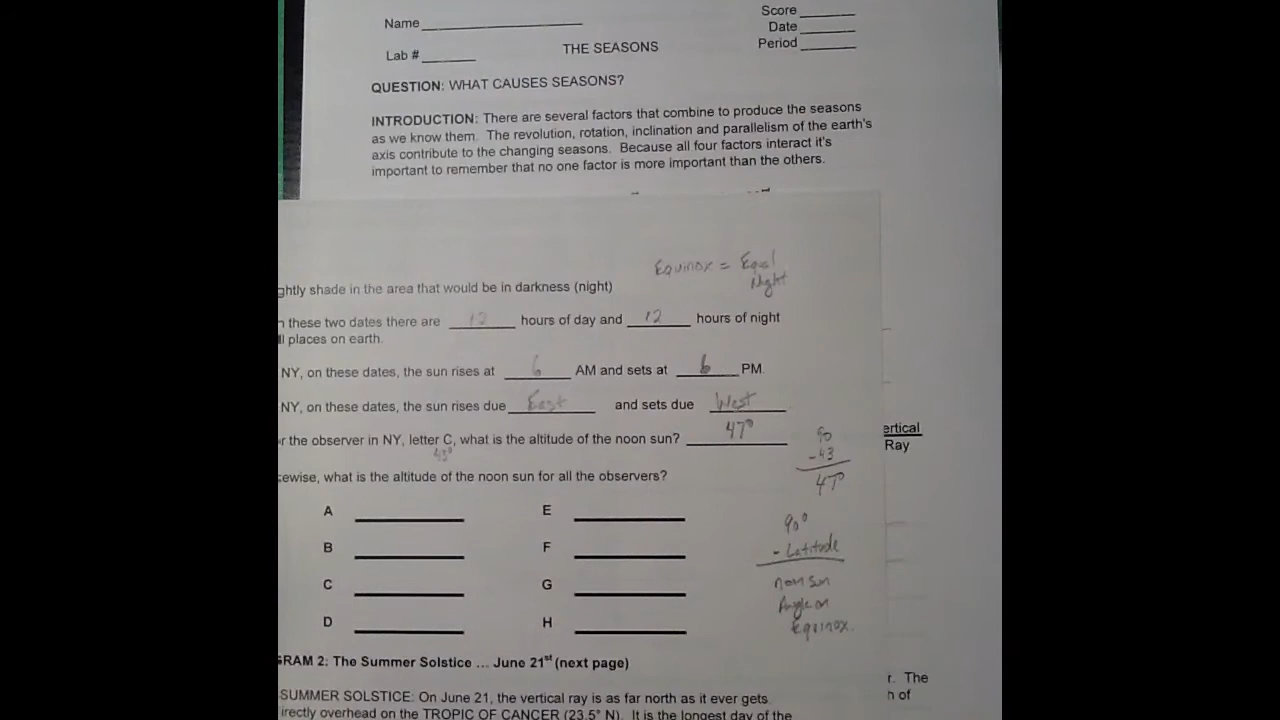 Name
Score
Date
Lab #
THE SEASONS
Period
QUESTION: WHAT CAUSES SEASONS?
INTRODUCTION: There are several factors that combine to produce the seasons
as we know them. The revolution, rotation, inclination and parallelism of the earth's
axis contribute to the changing seasons. Because all four factors interact it's
important to remember that no one factor is more important than the others.
Equinox = Equal
Night
ghtly shade in the area that would be in darkness (night)
n these two dates there are 12 hours of day and 12 hours of night
ll places on earth.
NY, on these dates, the sun rises at 6 AM and sets at 6 PM.
NY, on these dates, the sun rises due East and sets due West
r the observer in NY, letter C, what is the altitude of the noon sun? 47°
43°
90
-43
47°
ertical
Ray
ewise, what is the altitude of the noon sun for all the observers?
A
E
B
F
C
G
D
H
90°
- Latitude
noon sun
Angle on
Equinox.
RAM 2: The Summer Solstice ... June 21st (next page)
SUMMER SOLSTICE: On June 21, the vertical ray is as far north as it ever gets
irectly overhead on the TROPIC OF CANCER (23.5° N). It is the longest day of the
r. The
h of